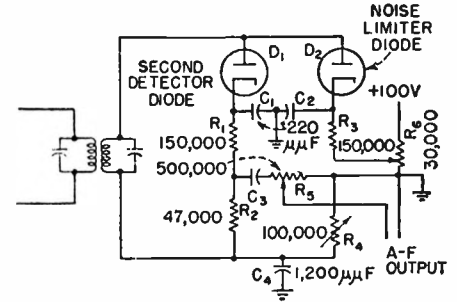 NOISE
LIMITER
DIODE
D1
D2
SECOND
DETECTOR
DIODE
+100V
C1
C2
R1
220
μμF
R3
R6
150,000
150,000
30,000
500,000
C3
R5
47,000
R2
100,000
R4
A-F
OUTPUT
C4
1,200μμF